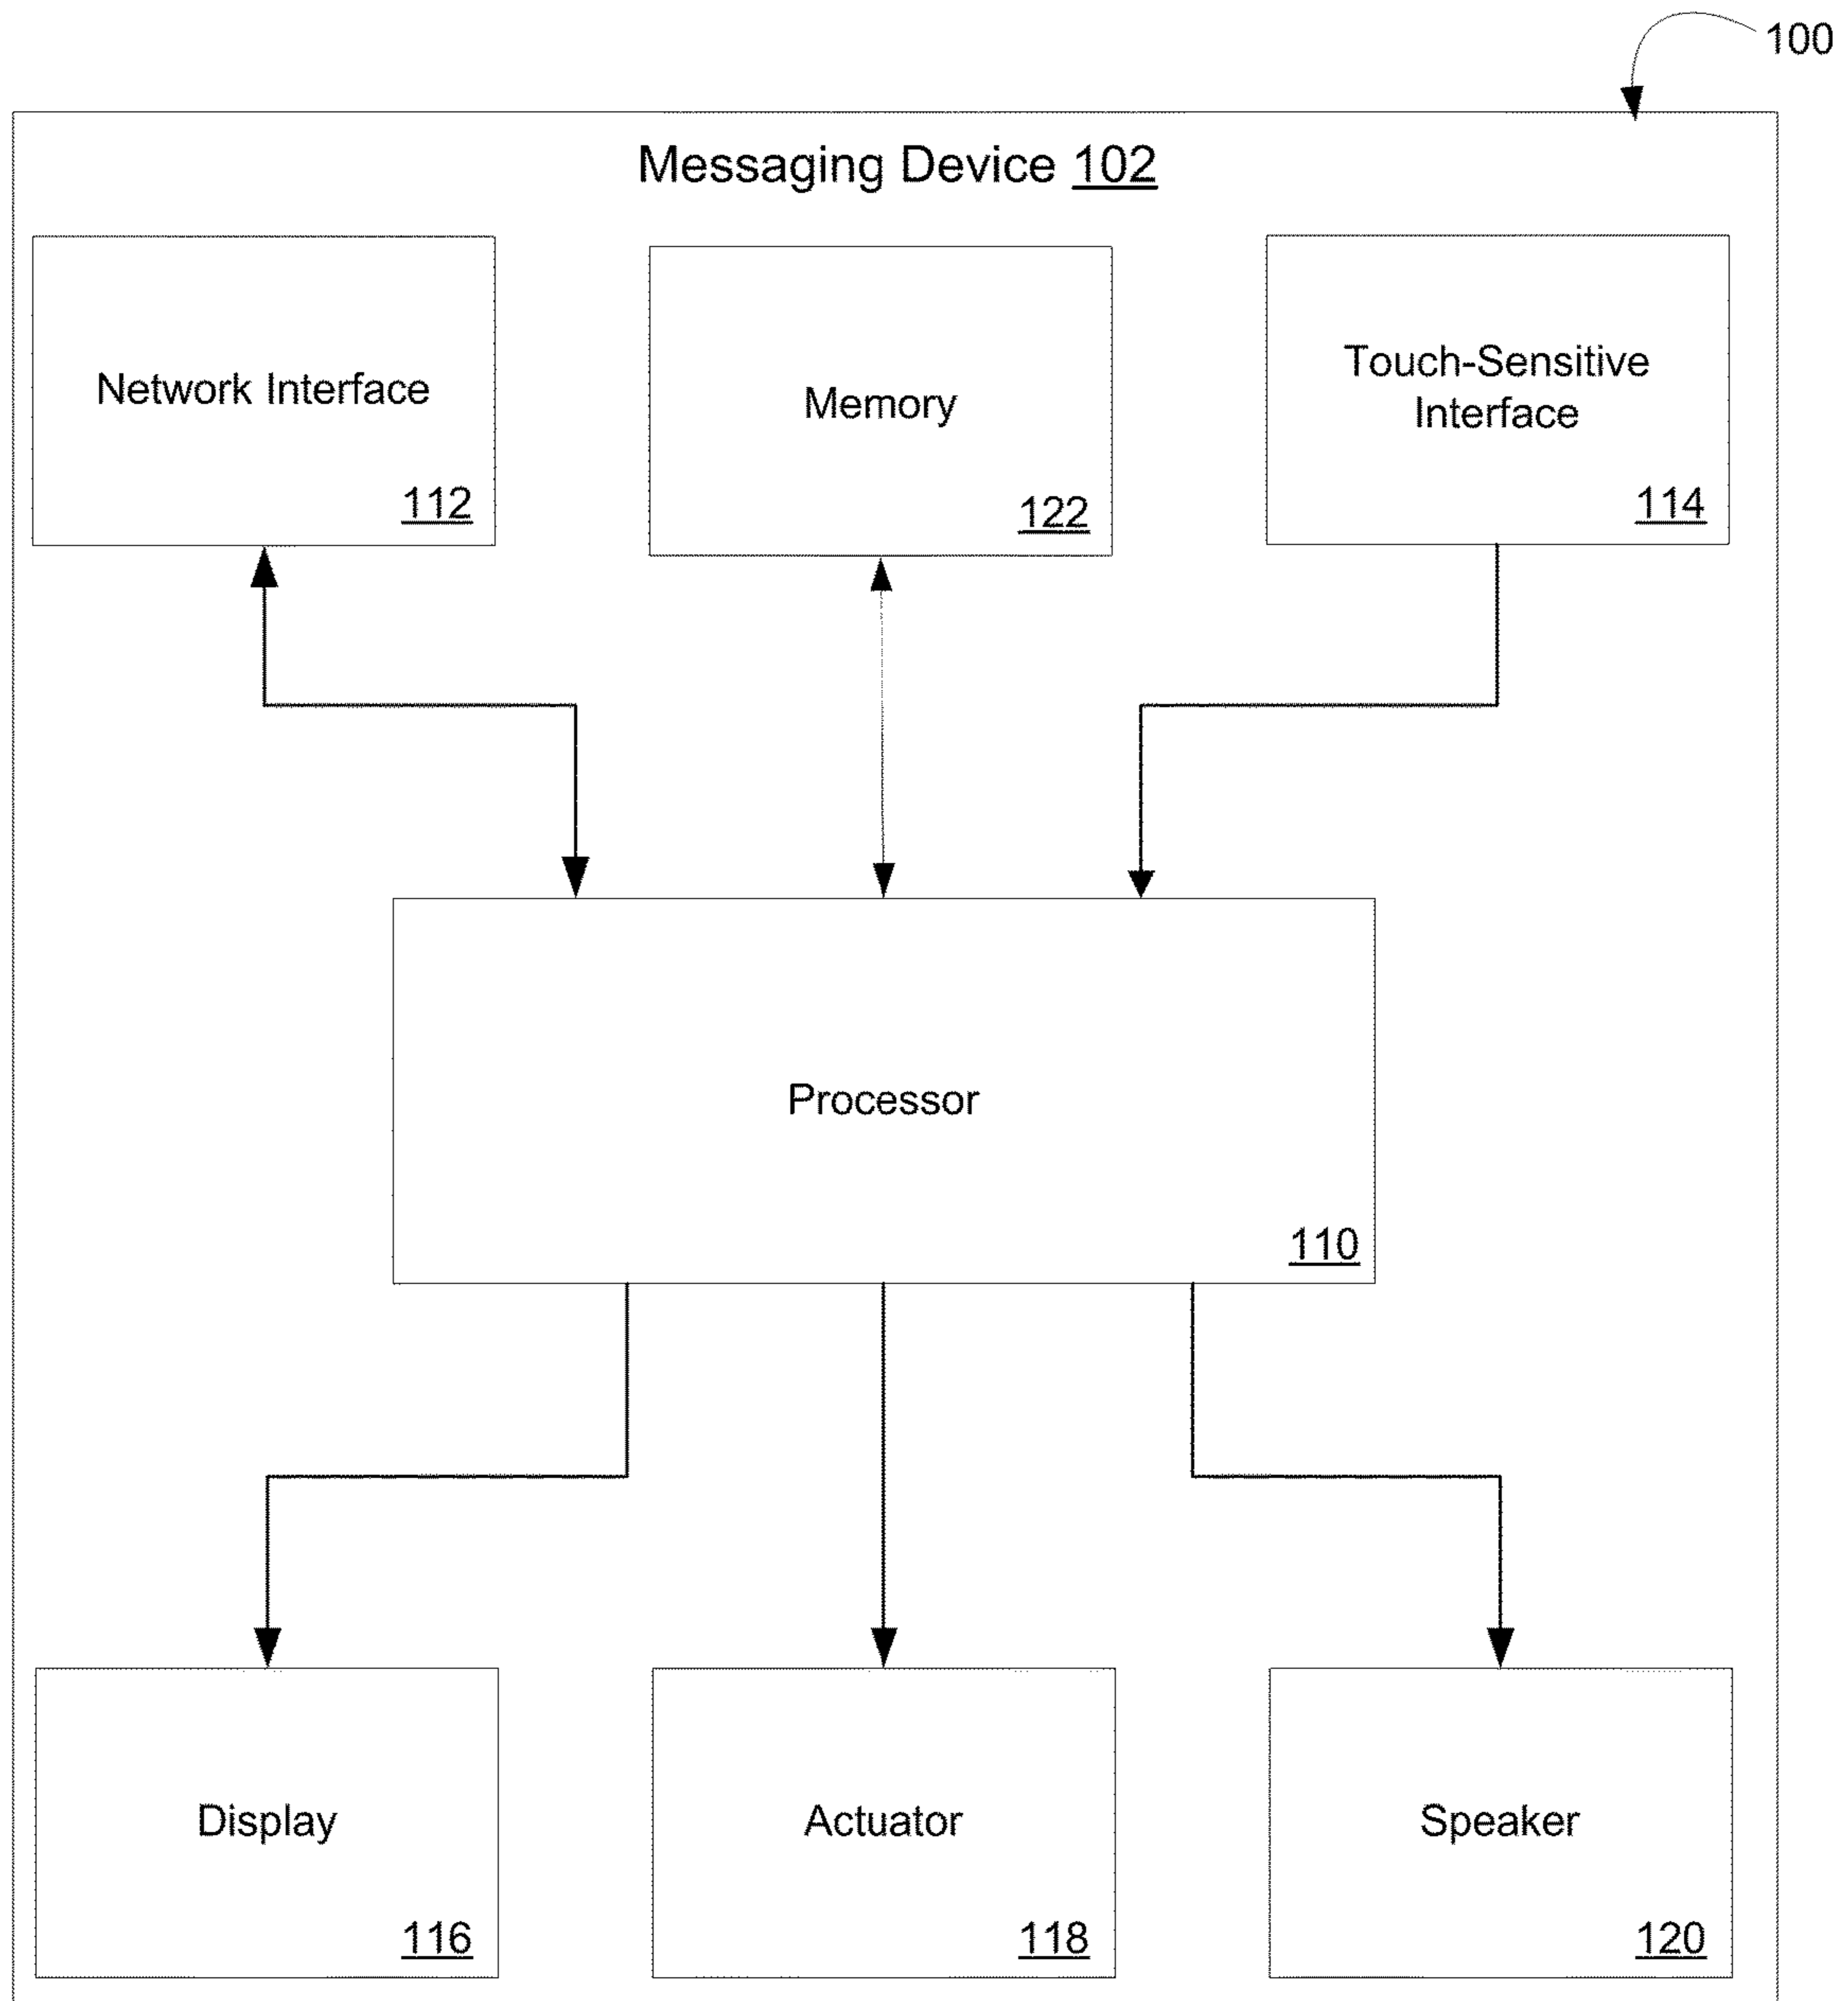 100
Messaging Device 102
Network Interface
112
Memory
122
Touch-Sensitive
Interface
114
Processor
110
Display
116
Actuator
118
Speaker
120